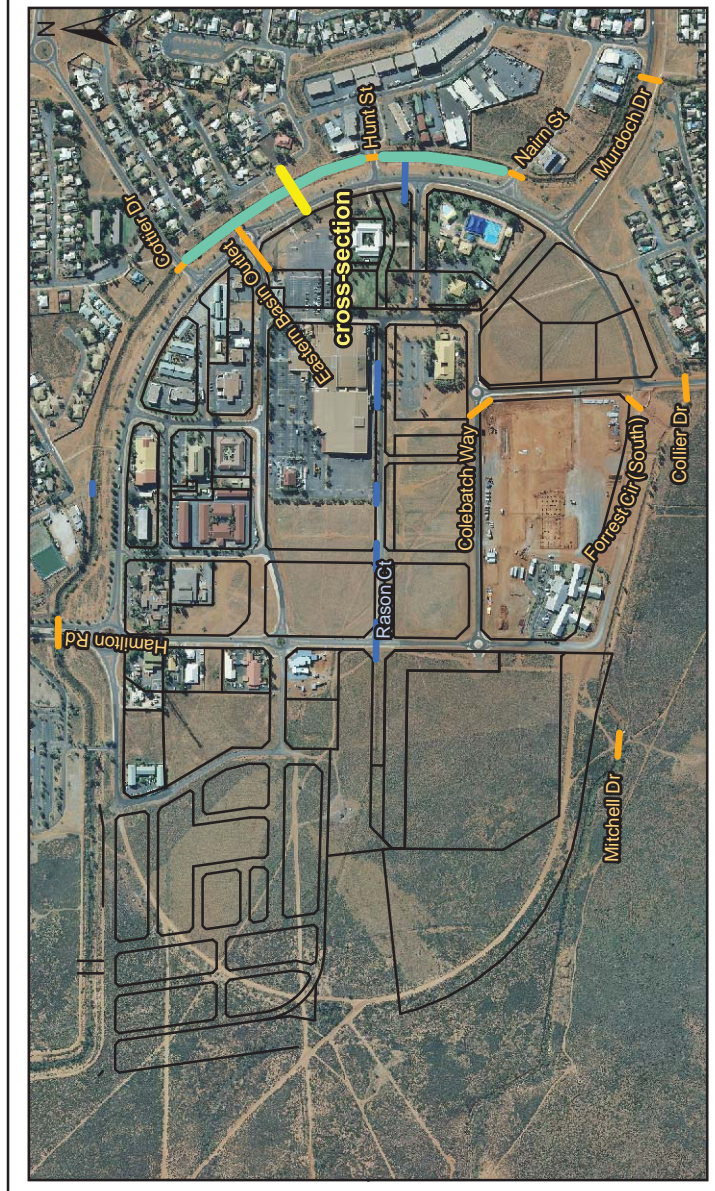 N
Cottier Dr
Eastern Basin Outlet
cross-section
Hunt St
Nairn St
Murdoch Dr
Hamilton Rd
Rason Ct
Colebatch Way
Forrest Cir (South)
Collier Dr
Mitchell Dr